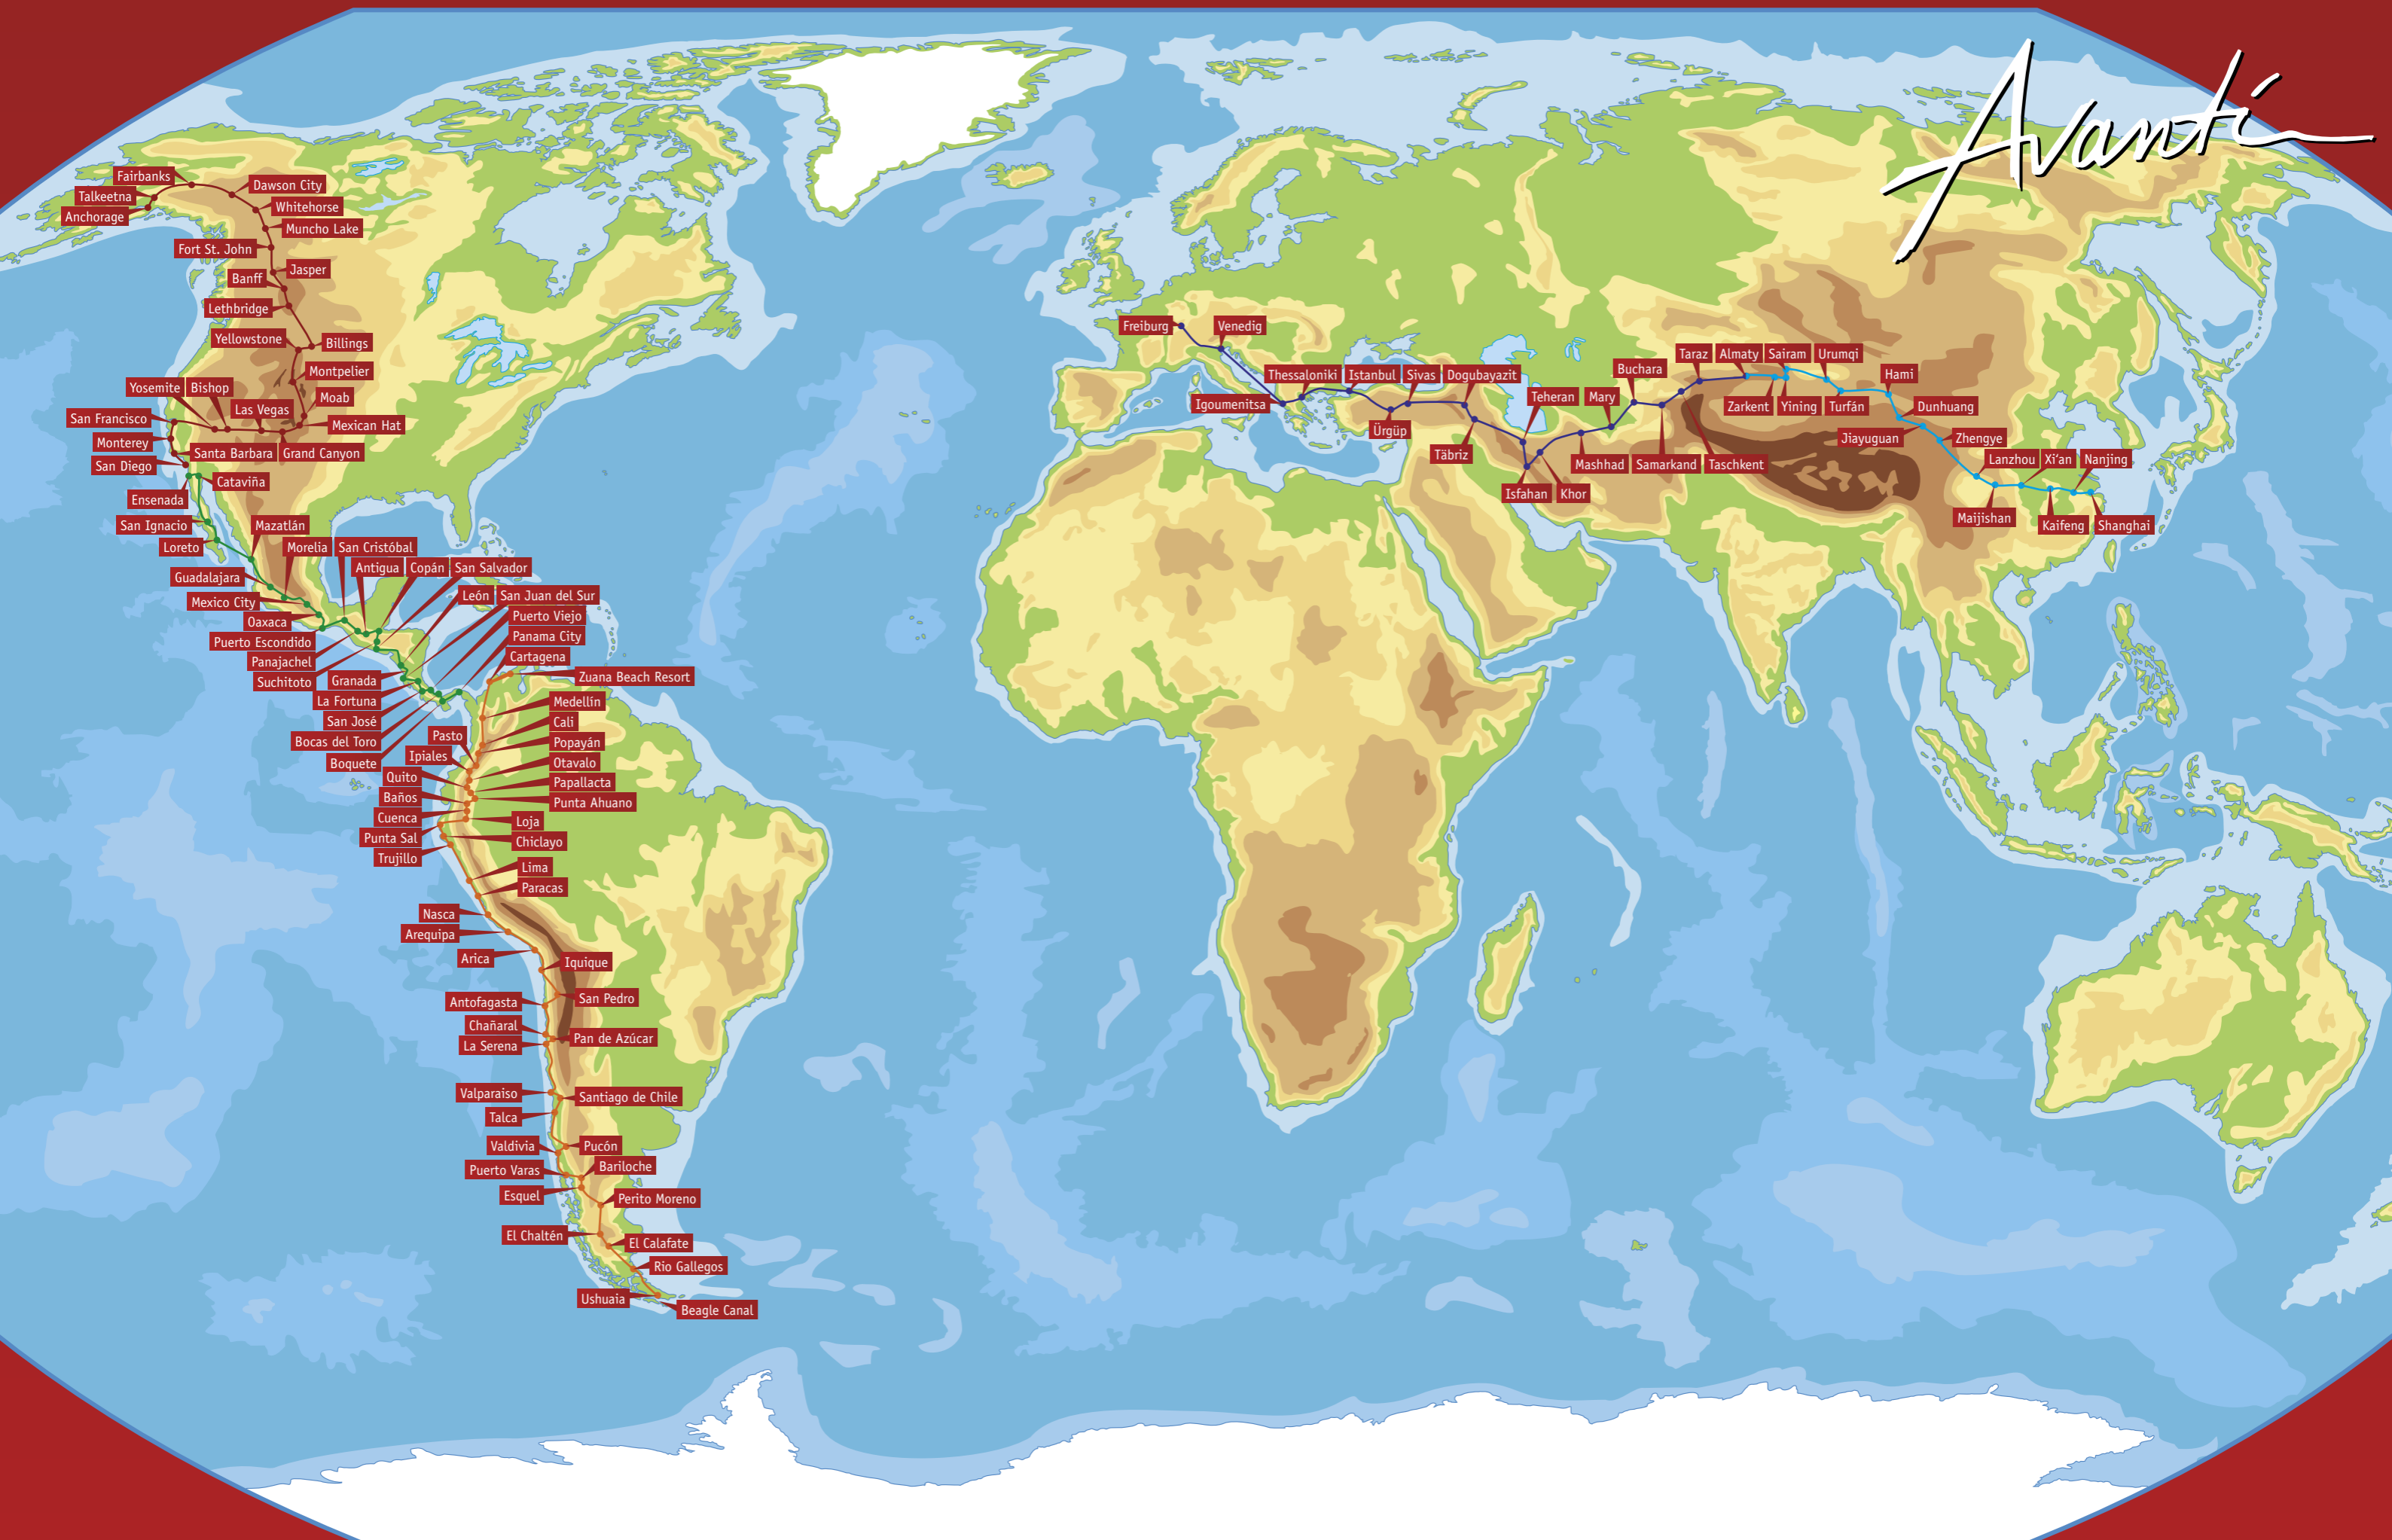 Avanti
Fairbanks
Talkeetna
Anchorage
Dawson City
Whitehorse
Muncho Lake
Fort St. John
Jasper
Banff
Lethbridge
Yellowstone
Billings
Montpelier
Yosemite
Bishop
Moab
Las Vegas
San Francisco
Mexican Hat
Monterey
Santa Barbara
Grand Canyon
San Diego
Cataviña
Ensenada
San Ignacio
Mazatlán
Loreto
Morelia
San Cristóbal
Guadalajara
Antigua
Copán
San Salvador
Mexico City
León
San Juan del Sur
Oaxaca
Puerto Viejo
Puerto Escondido
Panama City
Panajachel
Cartagena
Suchitoto
Granada
Zuana Beach Resort
La Fortuna
Medellín
San José
Cali
Bocas del Toro
Pasto
Popayán
Boquete
Ipiales
Otavalo
Quito
Papallacta
Baños
Punta Ahuano
Cuenca
Loja
Punta Sal
Chiclayo
Trujillo
Lima
Paracas
Nasca
Arequipa
Arica
Iquique
Antofagasta
San Pedro
Chañaral
Pan de Azúcar
La Serena
Valparaiso
Santiago de Chile
Talca
Valdivia
Pucón
Puerto Varas
Bariloche
Esquel
Perito Moreno
El Chaltén
El Calafate
Rio Gallegos
Ushuaia
Beagle Canal
Freiburg
Venedig
Thessaloniki
Istanbul
Sivas
Dogubayazit
Igoumenitsa
Ürgüp
Täbriz
Teheran
Mary
Buchara
Isfahan
Khor
Mashhad
Samarkand
Taschkent
Taraz
Almaty
Sairam
Urumqi
Zarkent
Yining
Turfán
Hami
Dunhuang
Jiayuguan
Zhengye
Lanzhou
Xi'an
Nanjing
Maijishan
Kaifeng
Shanghai